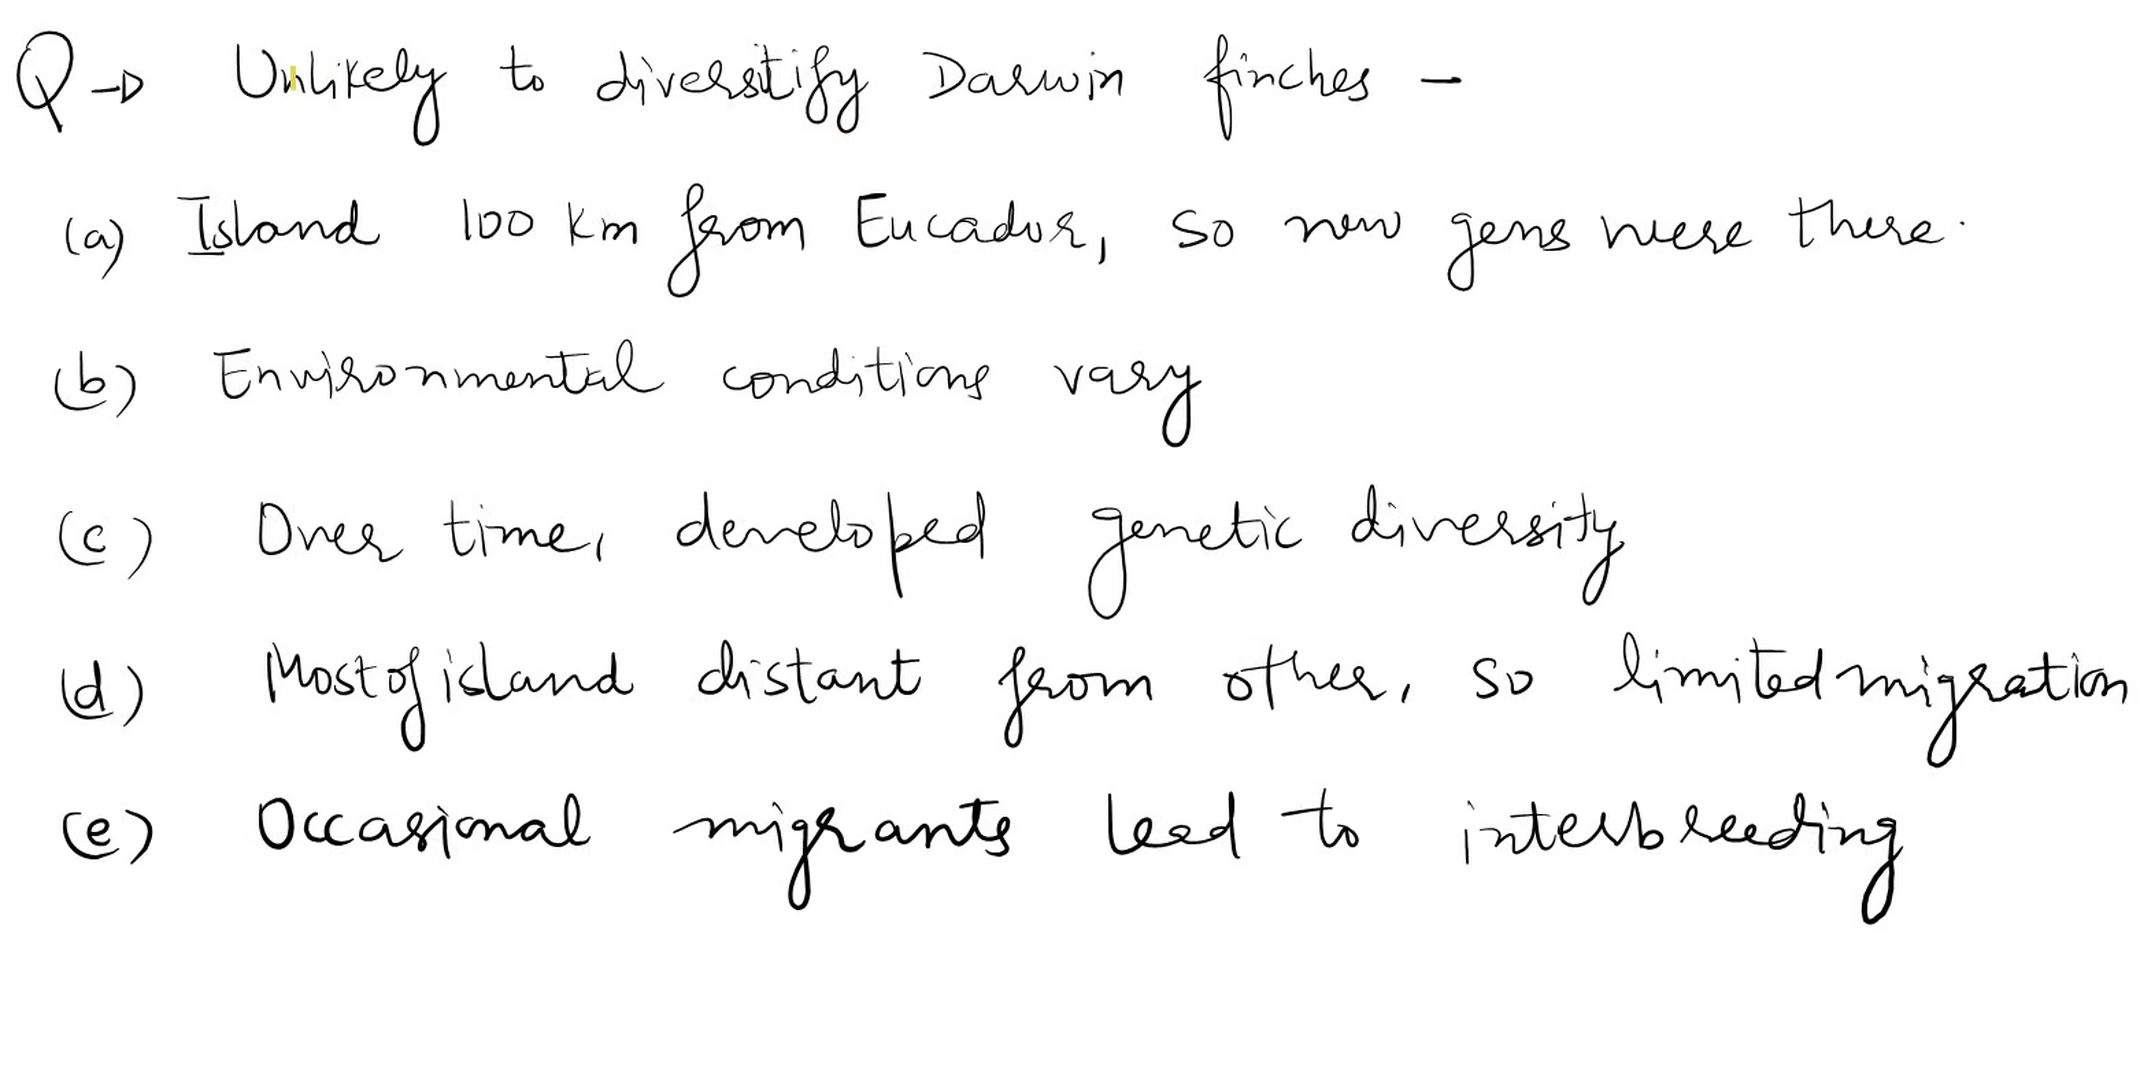 Q → Unlikely to diverstify Darwin finches -
(a) Island 100 km from Eucador, so new gens were there.
(b) Environmental conditions vary
(c) Over time, developed genetic diversity
(d) Most of island distant from other, so limited migration
(e) Occasional migrants lead to interbreeding